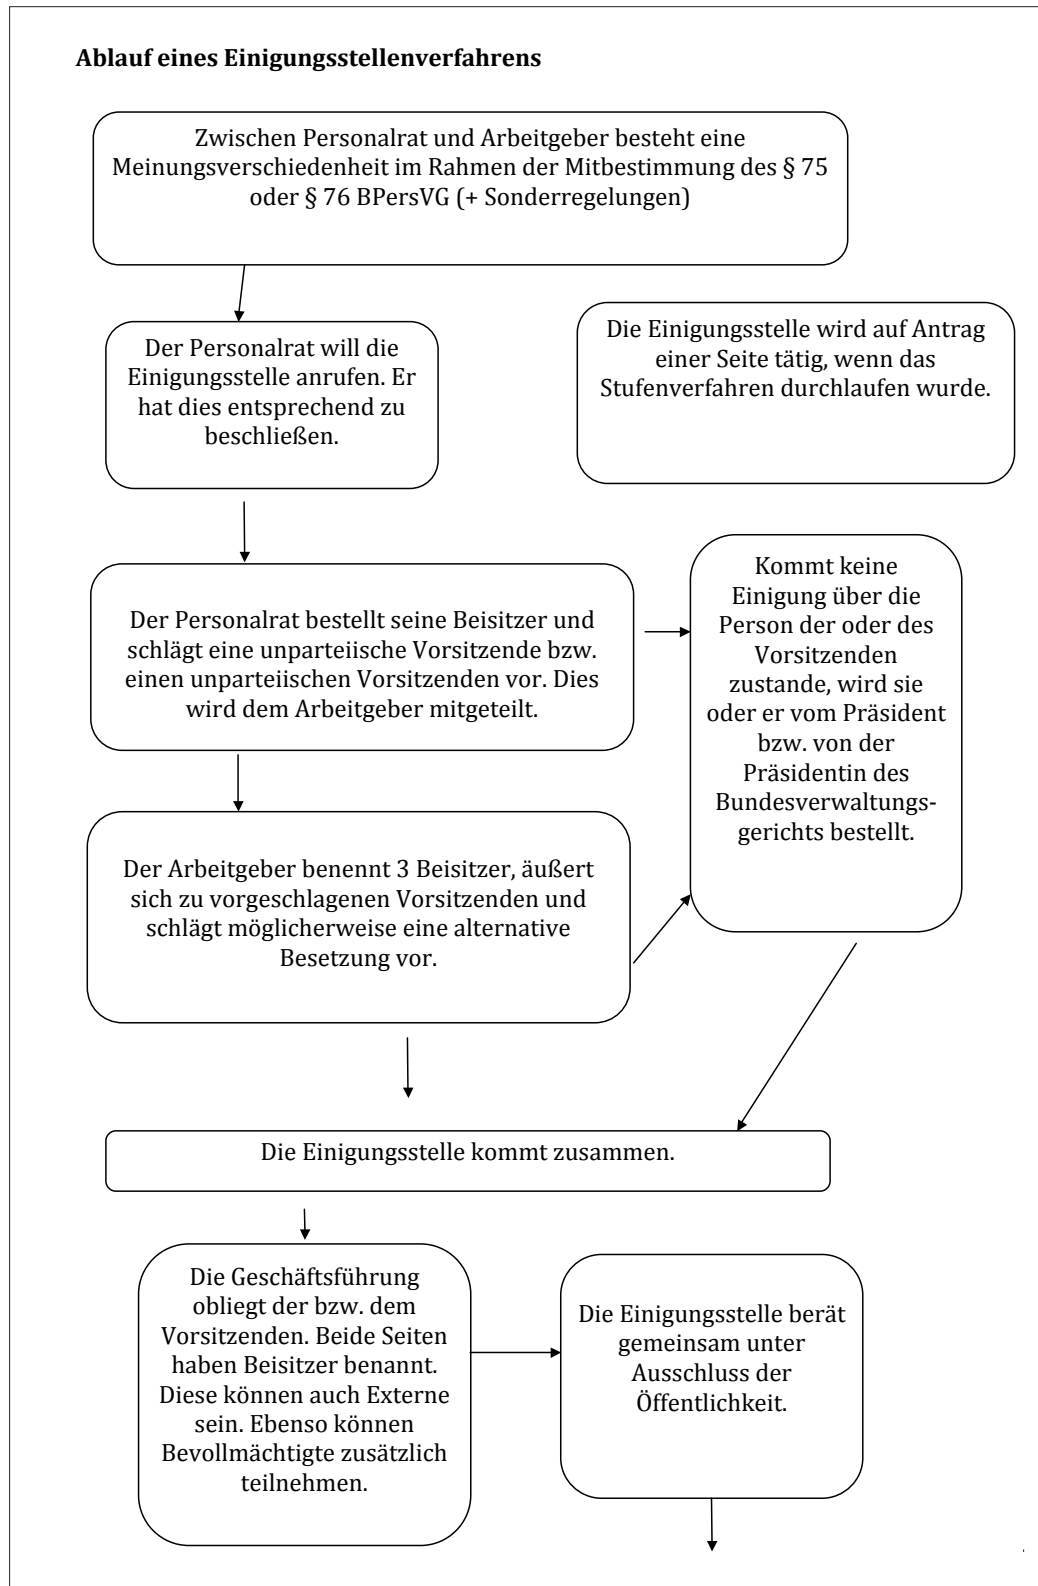 Ablauf eines Einigungsstellenverfahrens
Zwischen Personalrat und Arbeitgeber besteht eine
Meinungsverschiedenheit im Rahmen der Mitbestimmung des § 75
oder § 76 BPersVG (+ Sonderregelungen)
Der Personalrat will die
Einigungsstelle anrufen. Er
hat dies entsprechend zu
beschließen.
Die Einigungsstelle wird auf Antrag
einer Seite tätig, wenn das
Stufenverfahren durchlaufen wurde.
Der Personalrat bestellt seine Beisitzer und
schlägt eine unparteiische Vorsitzende bzw.
einen unparteiischen Vorsitzenden vor. Dies
wird dem Arbeitgeber mitgeteilt.
Kommt keine
Einigung über die
Person der oder des
Vorsitzenden
zustande, wird sie
oder er vom Präsident
bzw. von der
Präsidentin des
Bundesverwaltungs-
gerichts bestellt.
Der Arbeitgeber benennt 3 Beisitzer, äußert
sich zu vorgeschlagenen Vorsitzenden und
schlägt möglicherweise eine alternative
Besetzung vor.
Die Einigungsstelle kommt zusammen.
Die Geschäftsführung
obliegt der bzw. dem
Vorsitzenden. Beide Seiten
haben Beisitzer benannt.
Diese können auch Externe
sein. Ebenso können
Bevollmächtigte zusätzlich
teilnehmen.
Die Einigungsstelle berät
gemeinsam unter
Ausschluss der
Öffentlichkeit.